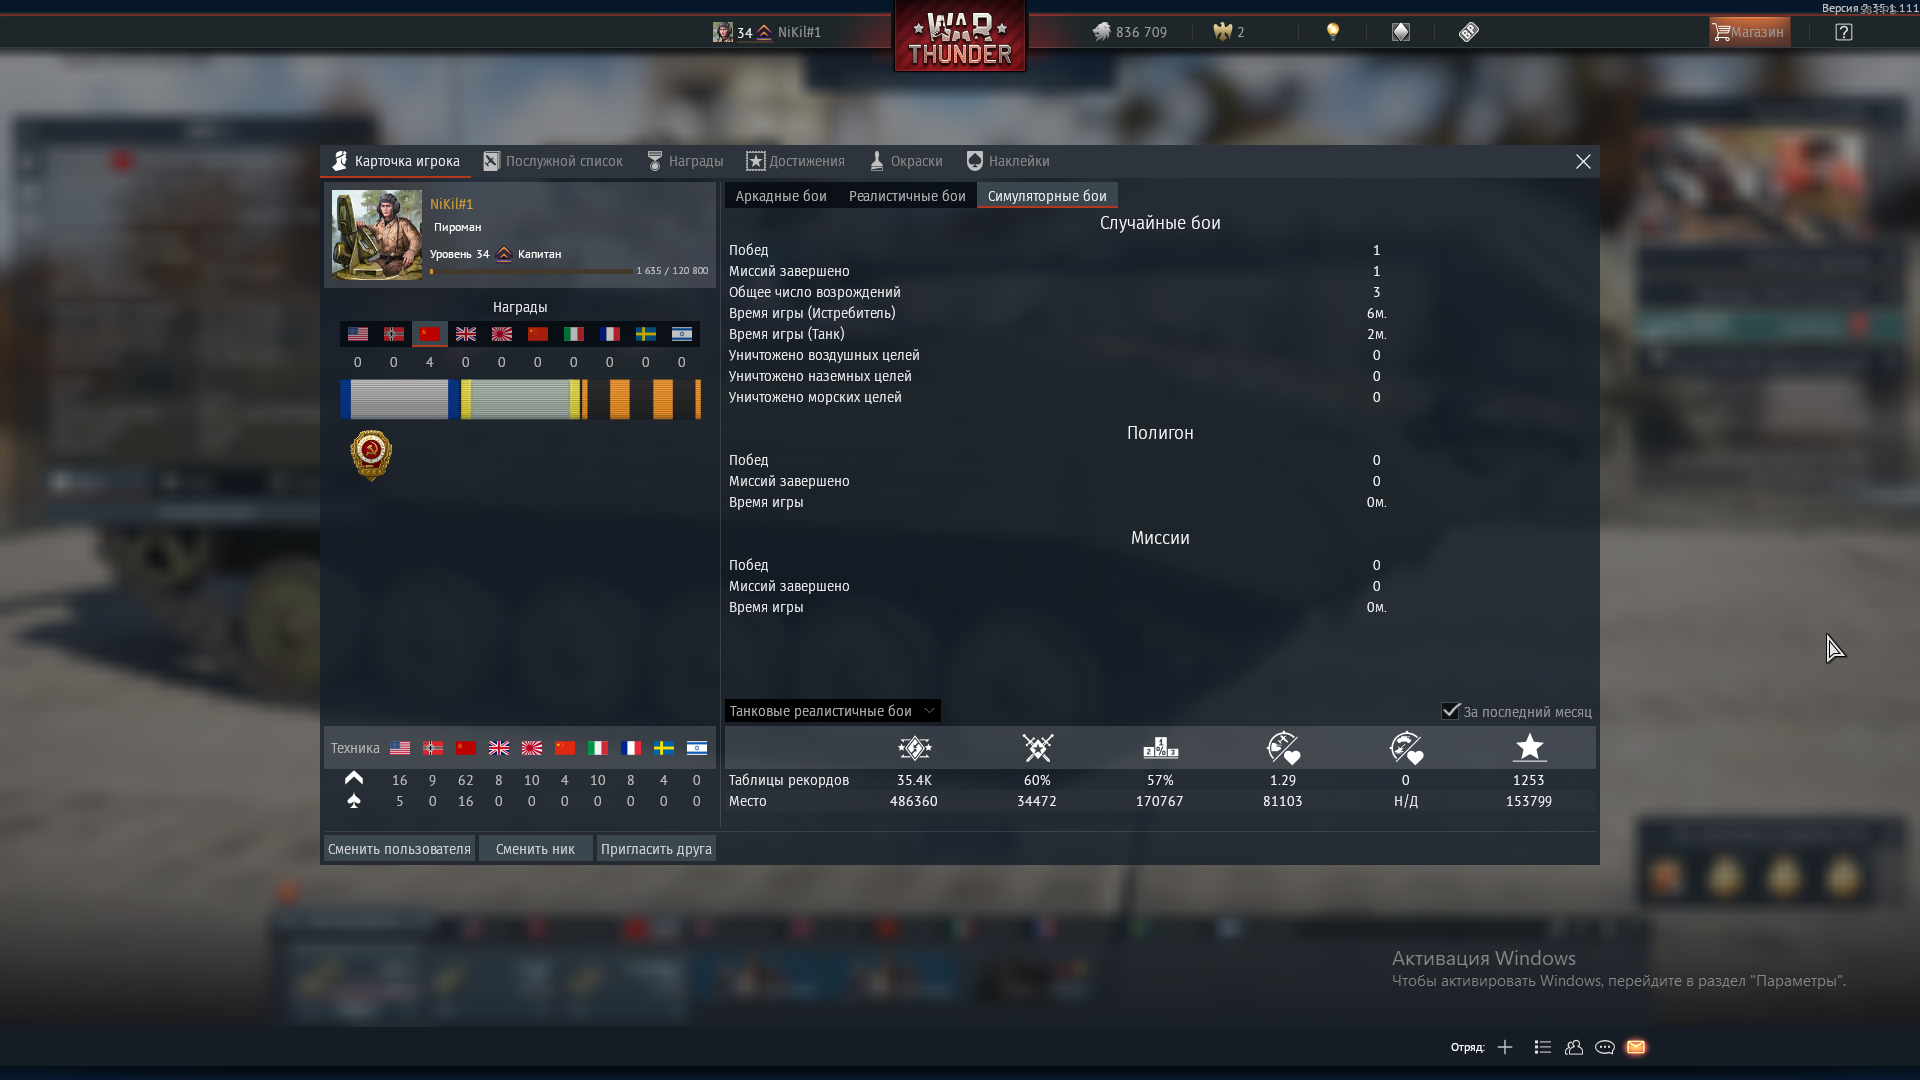 Версия 2.35.1.111
34 NiKil#1
WAR THUNDER
836 709
2
Магазин
Карточка игрока
Послужной список
Награды
Достижения
Окраски
Наклейки
NiKil#1
Пироман
Уровень 34 Капитан
1 635 / 120 800
Награды
0 0 4 0 0 0 0 0 0 0
Аркадные бои
Реалистичные бои
Симуляторные бои
Случайные бои
Побед 1
Миссий завершено 1
Общее число возрождений 3
Время игры (Истребитель) 6м.
Время игры (Танк) 2м.
Уничтожено воздушных целей 0
Уничтожено наземных целей 0
Уничтожено морских целей 0
Полигон
Побед 0
Миссий завершено 0
Время игры 0м.
Миссии
Побед 0
Миссий завершено 0
Время игры 0м.
Танковые реалистичные бои
За последний месяц
Техника
16 9 62 8 10 4 10 8 4 0
5 0 16 0 0 0 0 0 0 0
Таблицы рекордов 35.4K 60% 57% 1.29 0 1253
Место 486360 34472 170767 81103 Н/Д 153799
Сменить пользователя
Сменить ник
Пригласить друга
Активация Windows
Чтобы активировать Windows, перейдите в раздел "Параметры".
Отряд: